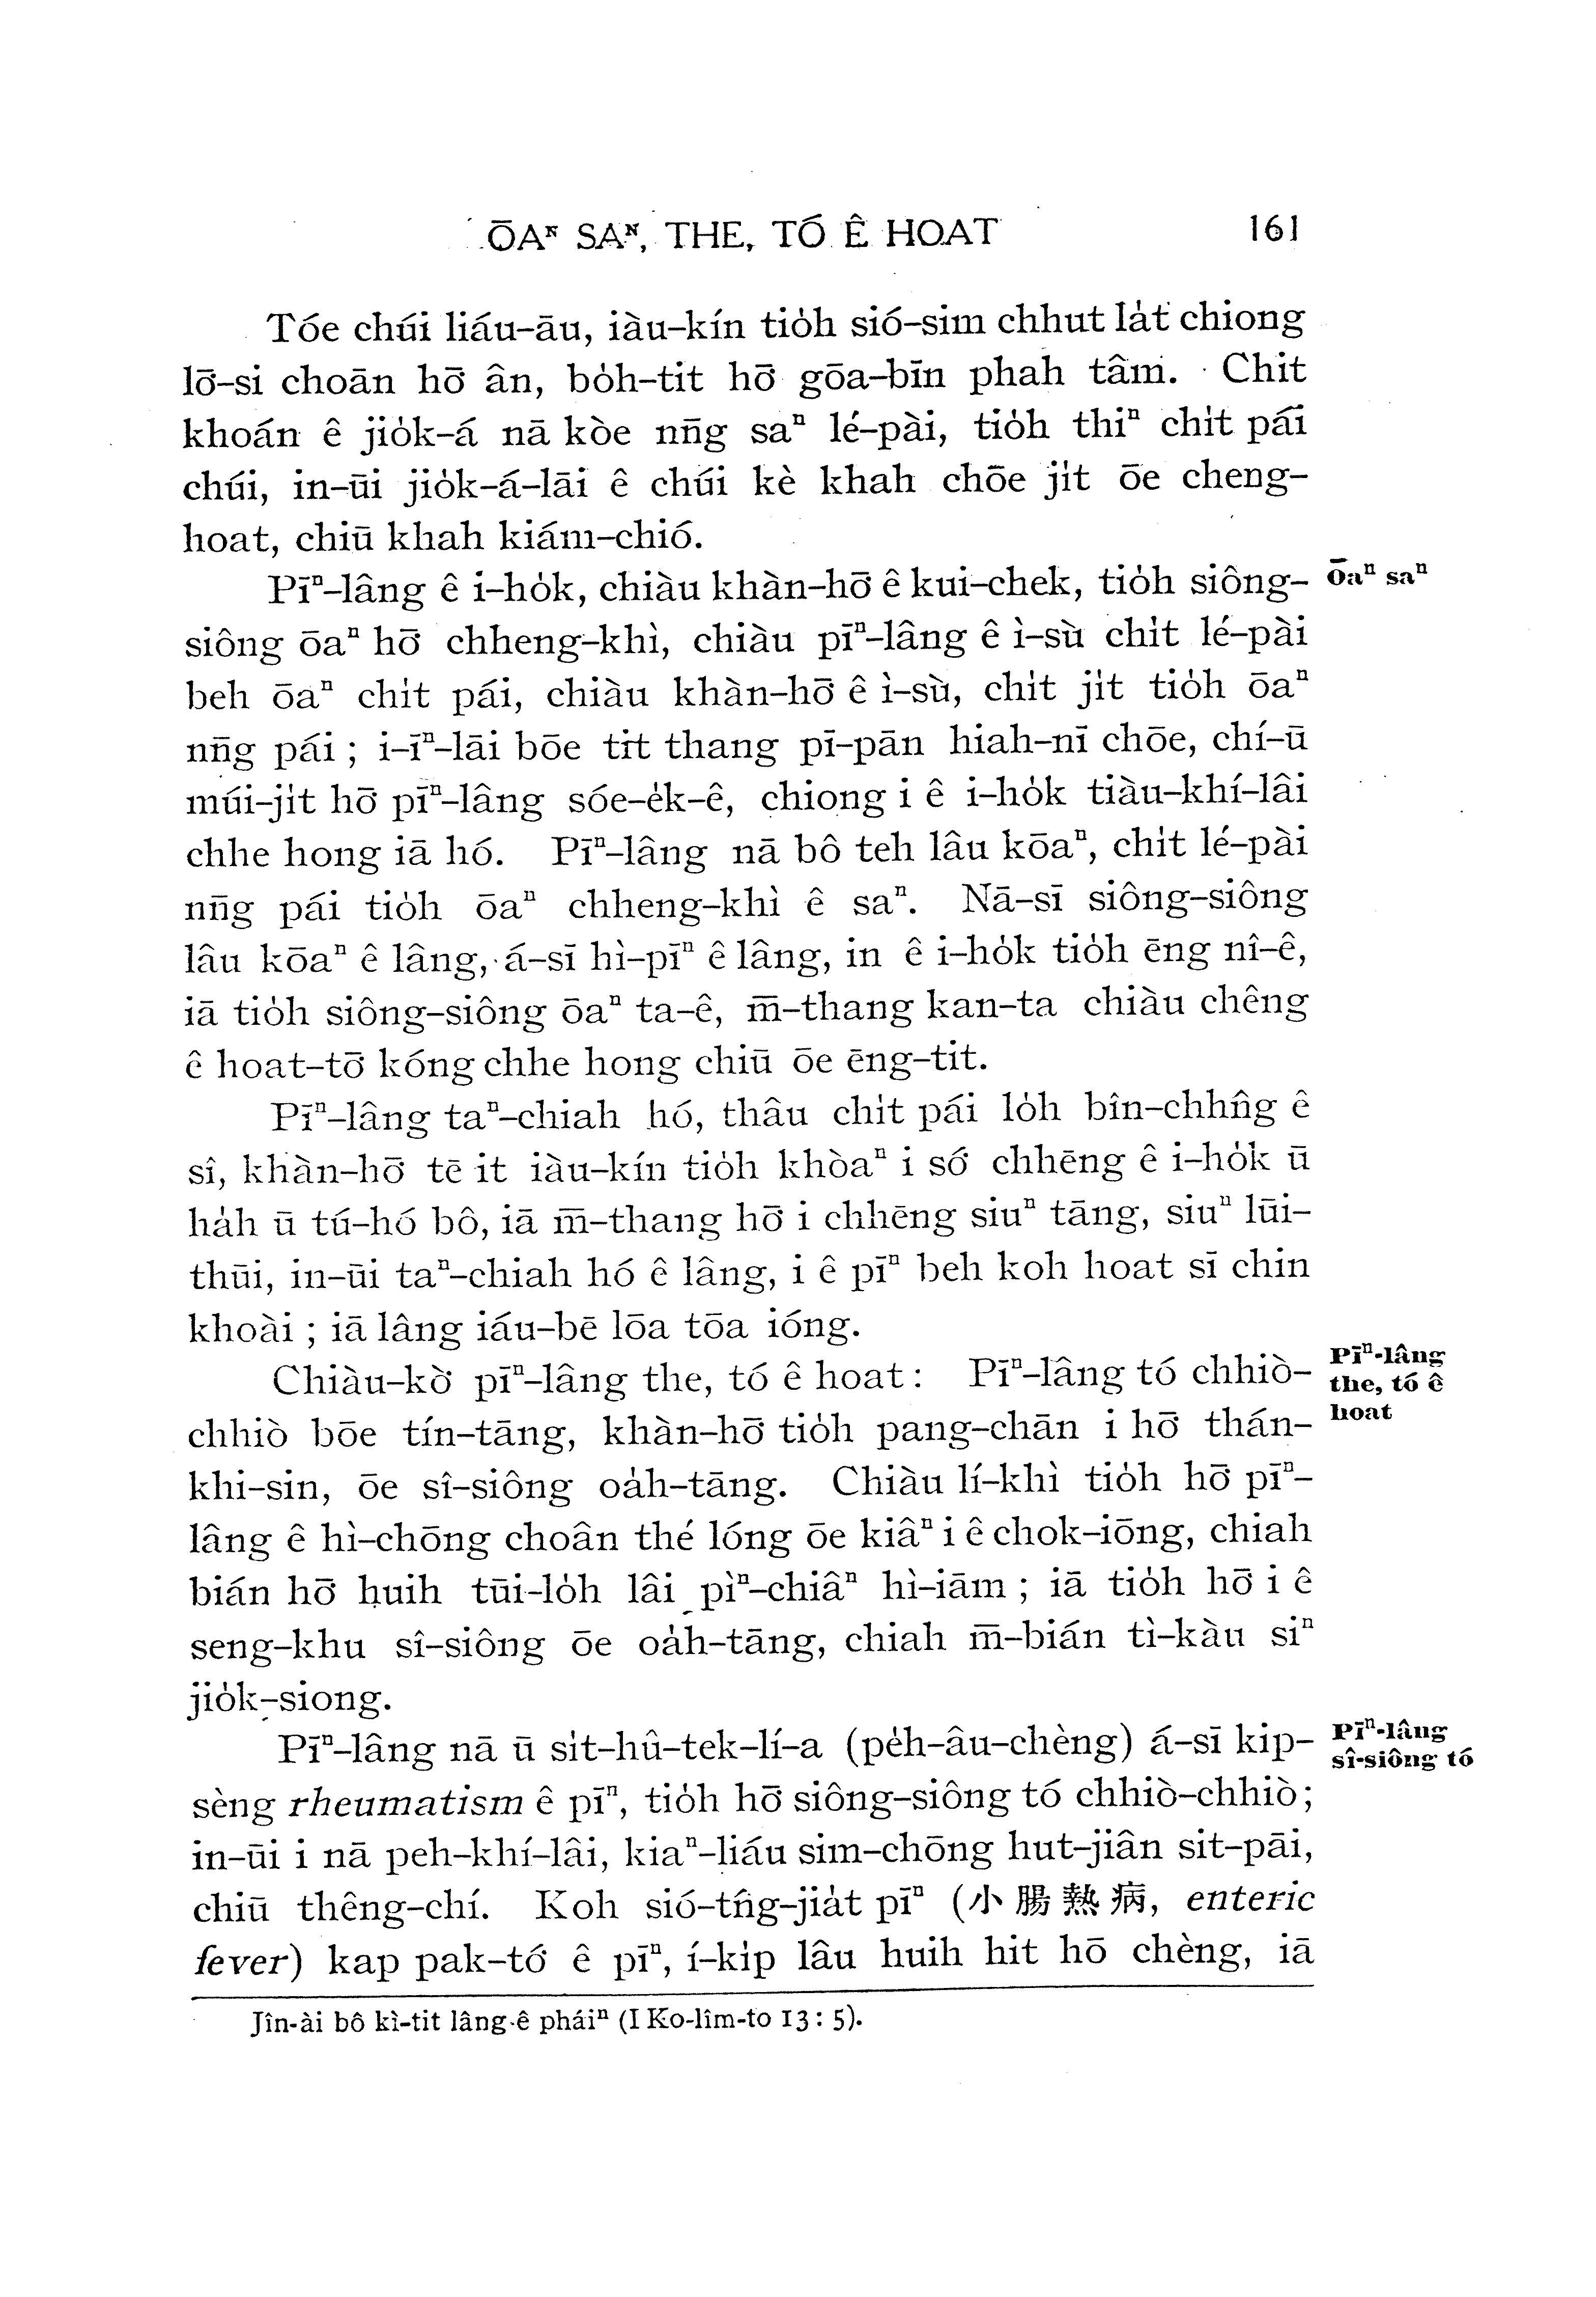 ŌAᴺ SAᴺ, THE, TÓ Ê HOAT 161
Tóe chúi liáu-āu, iàu-kín tio̍h sió-sim chhut la̍t chiong
lō͘-si choān hō͘ ân, bo̍h-tit hō͘ gōa-bīn phah tâm. Chit
khoán ê jio̍k-á nā kòe nn̄g saⁿ lé-pài, tio̍h thiⁿ chi̍t pái
chúi, in-ūi jio̍k-á-lāi ê chúi kè khah chōe ji̍t ōe cheng-
hoat, chiū khah kiám-chió.
Pīⁿ-lâng ê i-ho̍k, chiàu khàn-hō͘ ê kui-chek, tio̍h siông-
siông ōaⁿ hō͘ chheng-khì, chiàu pīⁿ-lâng ê ì-sù chi̍t lé-pài
beh ōaⁿ chi̍t pái, chiàu khàn-hō͘ ê ì-sù, chi̍t ji̍t tio̍h ōaⁿ
nn̄g pái; i-īⁿ-lāi bōe tit thang pī-pān hiah-nī chōe, chí-ū
múi-ji̍t hō͘ pīⁿ-lâng sóe-e̍k-ê, chiong i ê i-ho̍k tiàu-khí-lâi
chhe hong iā hó. Pīⁿ-lâng nā bô teh lâu kōaⁿ, chi̍t lé-pài
nn̄g pái tio̍h ōaⁿ chheng-khì ê saⁿ. Nā-sī siông-siông
lâu kōaⁿ ê lâng, á-sī hì-pīⁿ ê lâng, in ê i-ho̍k tio̍h ēng nî-ê,
iā tio̍h siông-siông ōaⁿ ta-ê, m̄-thang kan-ta chiàu chêng
ê hoat-tō͘ kóng chhe hong chiū ōe ēng-tit.
Pīⁿ-lâng taⁿ-chiah hó, thâu chi̍t pái lo̍h bîn-chhn̂g ê
sî, khàn-hō͘ tē it iàu-kín tio̍h khòaⁿ i só͘ chhēng ê i-ho̍k ū
ha̍h ū tú-hó bô, iā m̄-thang hō͘ i chhēng siuⁿ tāng, siuⁿ lūi-
thūi, in-ūi taⁿ-chiah hó ê lâng, i ê pīⁿ beh koh hoat sī chin
khoài; iā lâng iáu-bē lōa tōa ióng.
Chiàu-kò͘ pīⁿ-lâng the, tó ê hoat: Pīⁿ-lâng tó chhiò-
chhiò bōe tín-tāng, khàn-hō͘ tio̍h pang-chān i hō͘ thán-
khi-sin, ōe sî-siông oa̍h-tāng. Chiàu lí-khì tio̍h hō͘ pīⁿ-
lâng ê hì-chōng choân thé lóng ōe kiâⁿ i ê chok-iōng, chiah
bián hō͘ huih tūi-lo̍h lâi pìⁿ-chiâⁿ hì-iām; iā tio̍h hō͘ i ê
seng-khu sî-siông ōe oa̍h-tāng, chiah m̄-bián tì-kàu siⁿ
jio̍k-siong.
Pīⁿ-lâng nā ū si̍t-hû-tek-lí-a (pe̍h-âu-chèng) á-sī kip-
sèng rheumatism ê pīⁿ, tio̍h hō͘ siông-siông tó chhiò-chhiò;
in-ūi i nā peh-khí-lâi, kiaⁿ-liáu sim-chōng hut-jiân sit-pāi,
chiū thêng-chí. Koh sió-tn̂g-jia̍t pīⁿ (小腸熱病, enteric
fever) kap pak-tó͘ ê pīⁿ, í-ki̍p lâu huih hit hō chèng, iā
Jîn-ài bô kì-tit lâng-ê pháiⁿ (I Ko-lîm-to 13: 5).
Ōaⁿ saⁿ
Pīⁿ-lâng
the, tó ê
hoat
Pīⁿ-lâng
sî-siông tó